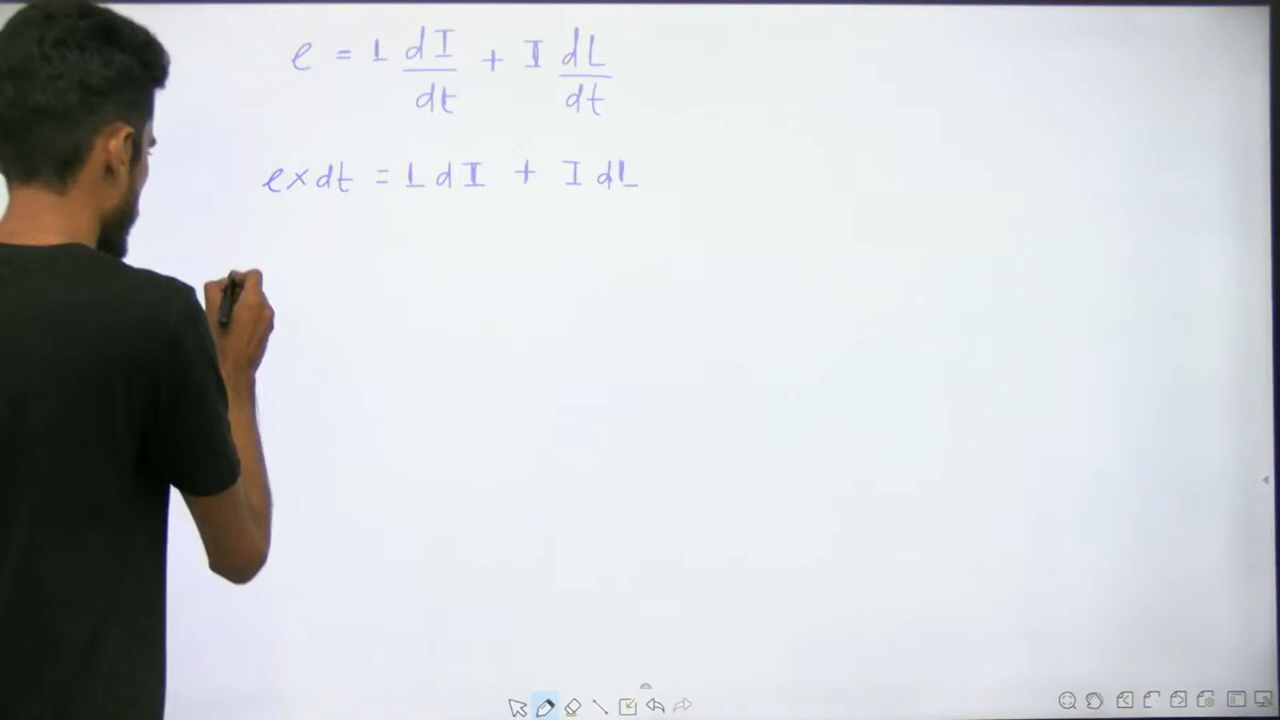 e = L dI/dt + I dL/dt
e x dt = L dI + I dL